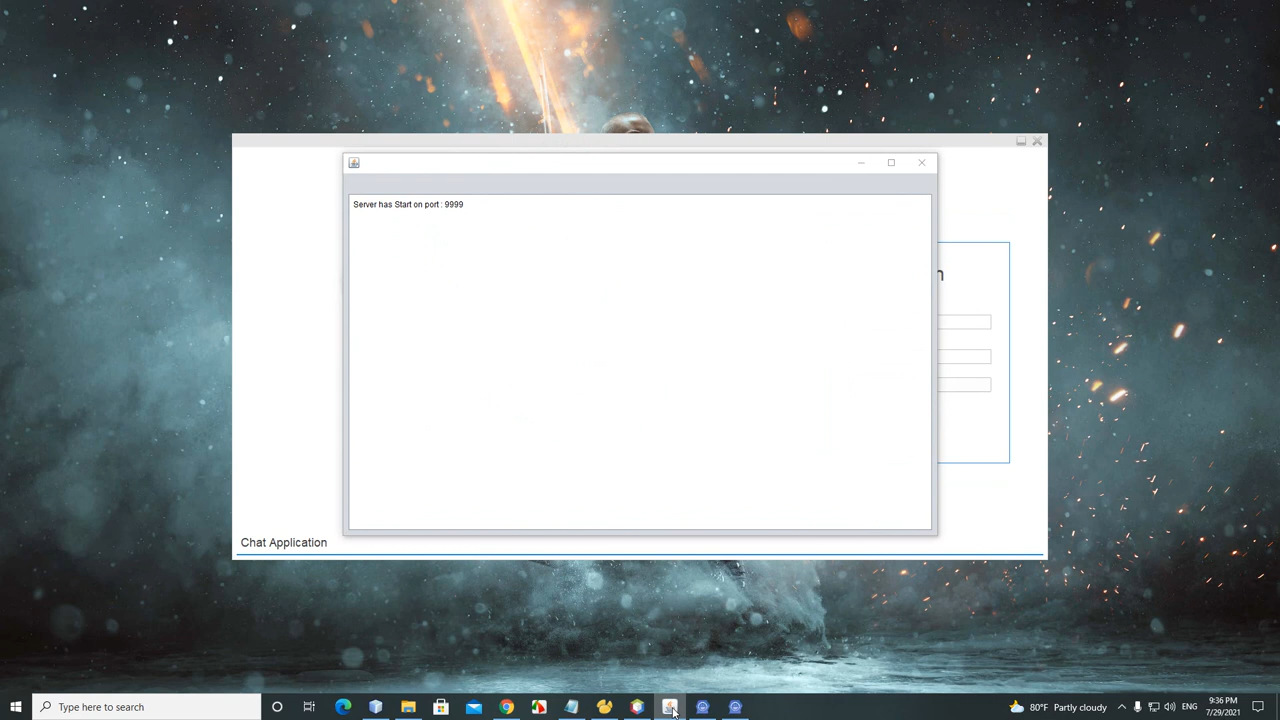 Server has Start on port : 9999
n
Chat Application
Type here to search
80°F Partly cloudy
ENG
9:36 PM
7/29/2021